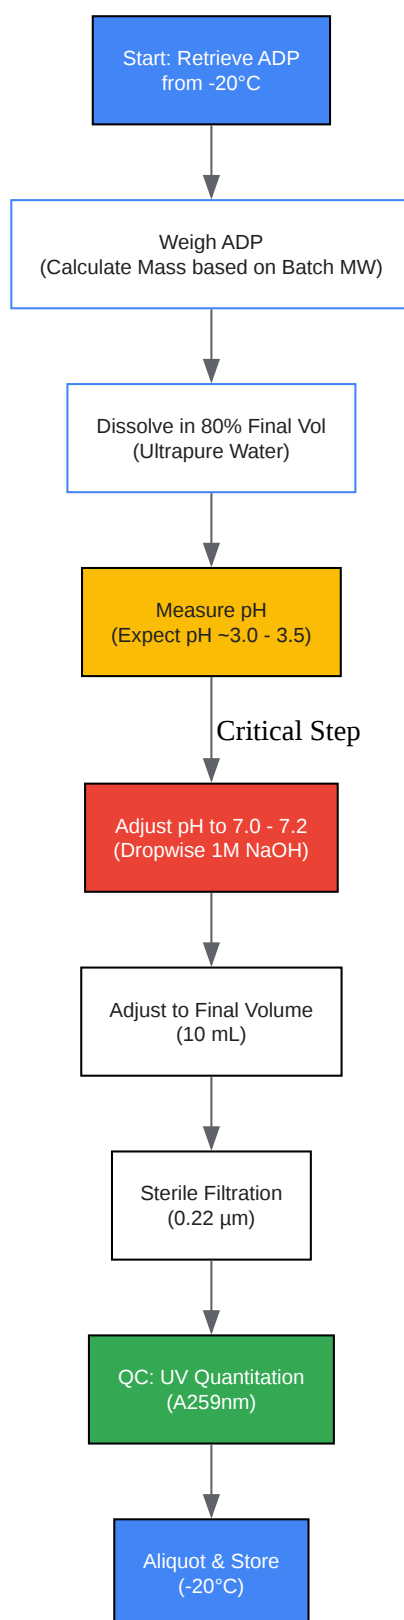 Start: Retrieve ADP
from -20°C
Weigh ADP
(Calculate Mass based on Batch MW)
Dissolve in 80% Final Vol
(Ultrapure Water)
Measure pH
(Expect pH ~3.0 - 3.5)
Critical Step
Adjust pH to 7.0 - 7.2
(Dropwise 1M NaOH)
Adjust to Final Volume
(10 mL)
Sterile Filtration
(0.22 µm)
QC: UV Quantitation
(A259nm)
Aliquot & Store
(-20°C)